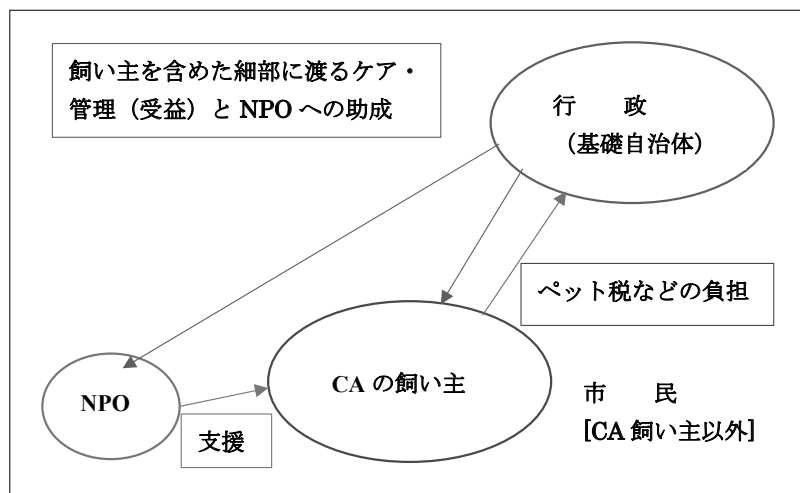 飼い主を含めた細部に渡るケア・
管理（受益）と NPO への助成
行　　政
（基礎自治体）
ペット税などの負担
CA の飼い主
NPO
支援
市　　民
[CA 飼い主以外]